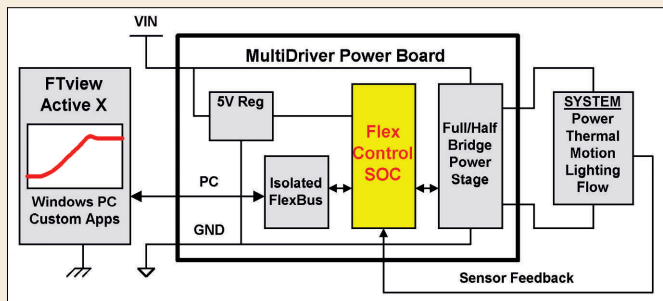 VIN
MultiDriver Power Board
FTview
Active X
Windows PC
Custom Apps
5V Reg
PC
Isolated
FlexBus
GND
Flex
Control
SOC
Full/Half
Bridge
Power
Stage
SYSTEM
Power
Thermal
Motion
Lighting
Flow
Sensor Feedback